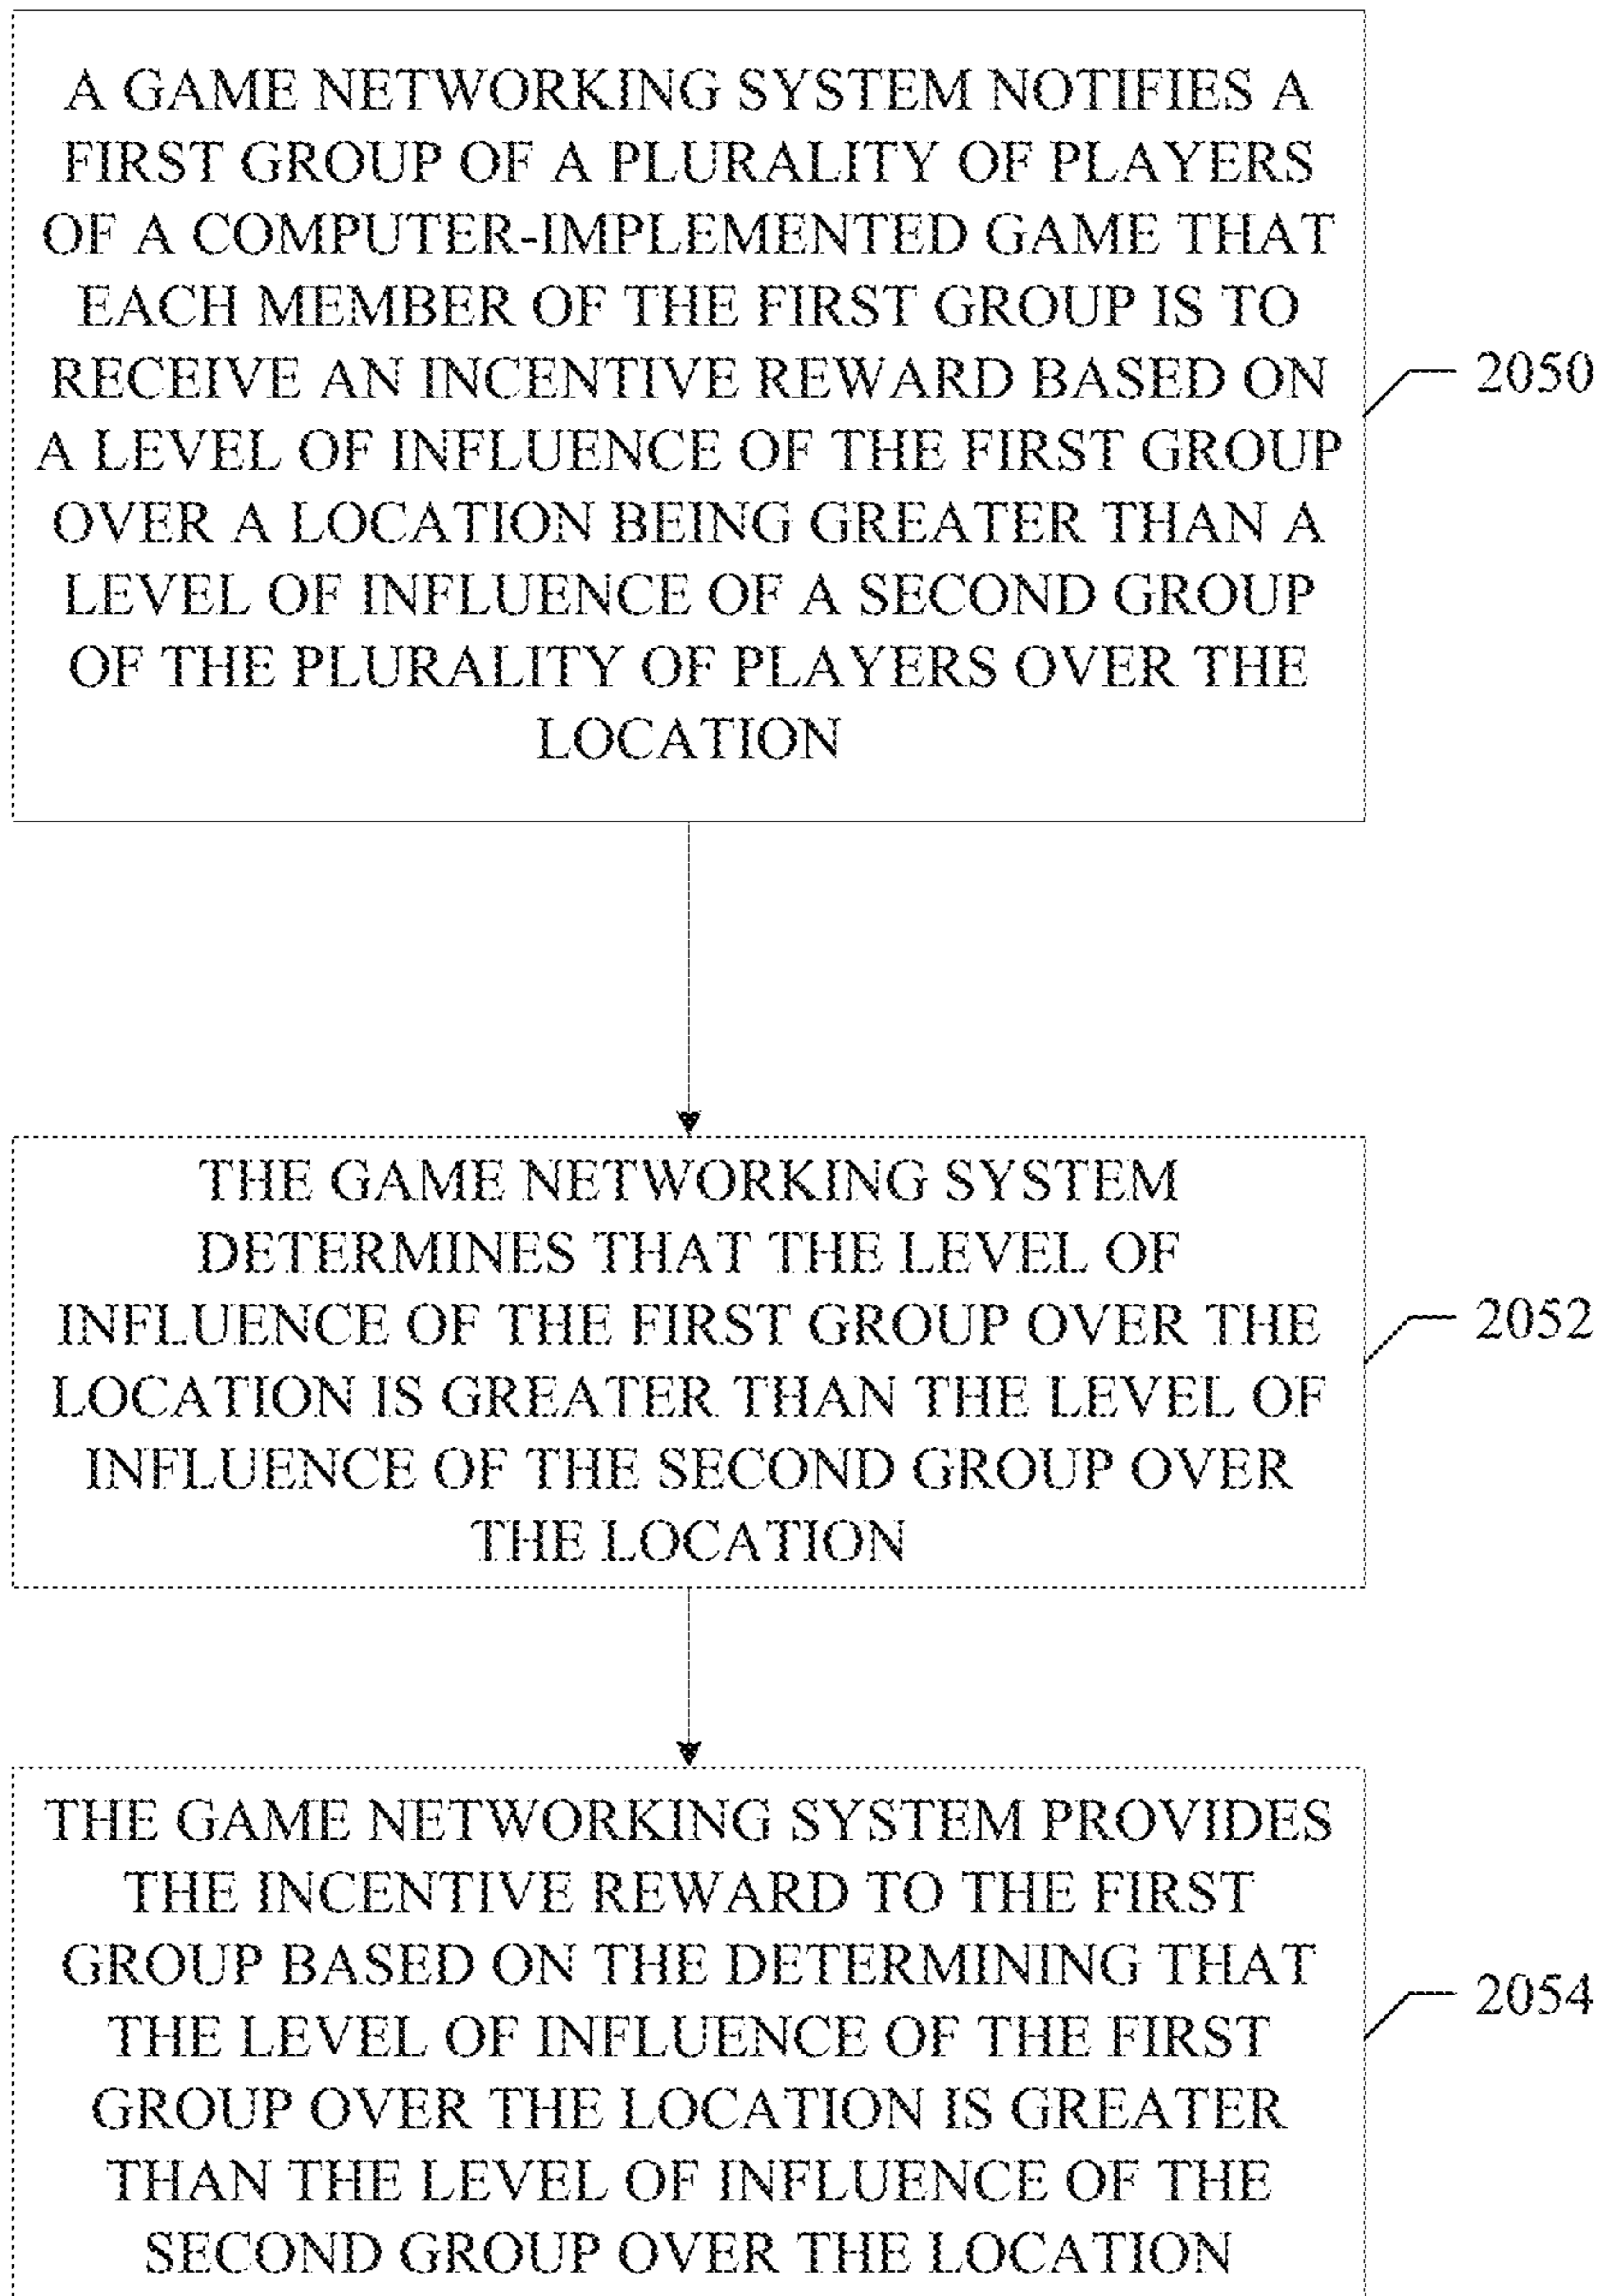 A GAME NETWORKING SYSTEM NOTIFIES A
FIRST GROUP OF A PLURALITY OF PLAYERS
OF A COMPUTER-IMPLEMENTED GAME THAT
EACH MEMBER OF THE FIRST GROUP IS TO
RECEIVE AN INCENTIVE REWARD BASED ON
A LEVEL OF INFLUENCE OF THE FIRST GROUP
OVER A LOCATION BEING GREATER THAN A
LEVEL OF INFLUENCE OF A SECOND GROUP
OF THE PLURALITY OF PLAYERS OVER THE
LOCATION
2050
THE GAME NETWORKING SYSTEM
DETERMINES THAT THE LEVEL OF
INFLUENCE OF THE FIRST GROUP OVER THE
LOCATION IS GREATER THAN THE LEVEL OF
INFLUENCE OF THE SECOND GROUP OVER
THE LOCATION
2052
THE GAME NETWORKING SYSTEM PROVIDES
THE INCENTIVE REWARD TO THE FIRST
GROUP BASED ON THE DETERMINING THAT
THE LEVEL OF INFLUENCE OF THE FIRST
GROUP OVER THE LOCATION IS GREATER
THAN THE LEVEL OF INFLUENCE OF THE
SECOND GROUP OVER THE LOCATION
2054